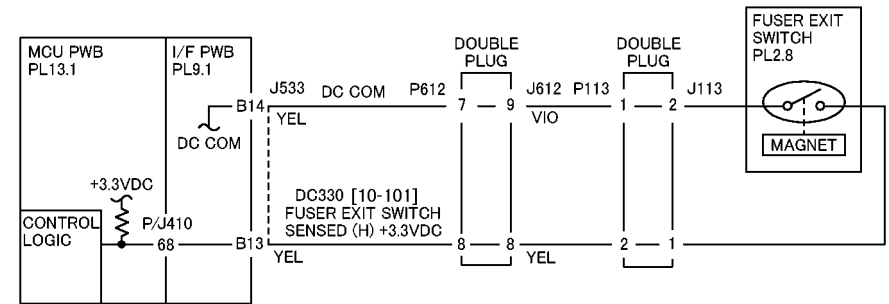 FUSER EXIT
SWITCH
PL2.8
MCU PWB
PL13.1
I/F PWB
PL9.1
DOUBLE
PLUG
DOUBLE
PLUG
B14
J533
DC COM
P612
7
9
J612
P113
1
2
J113
YEL
VIO
DC COM
MAGNET
+3.3VDC
DC330 [10-101]
FUSER EXIT SWITCH
SENSED (H) +3.3VDC
CONTROL
LOGIC
P/J410
68
B13
8
8
2
1
YEL
YEL